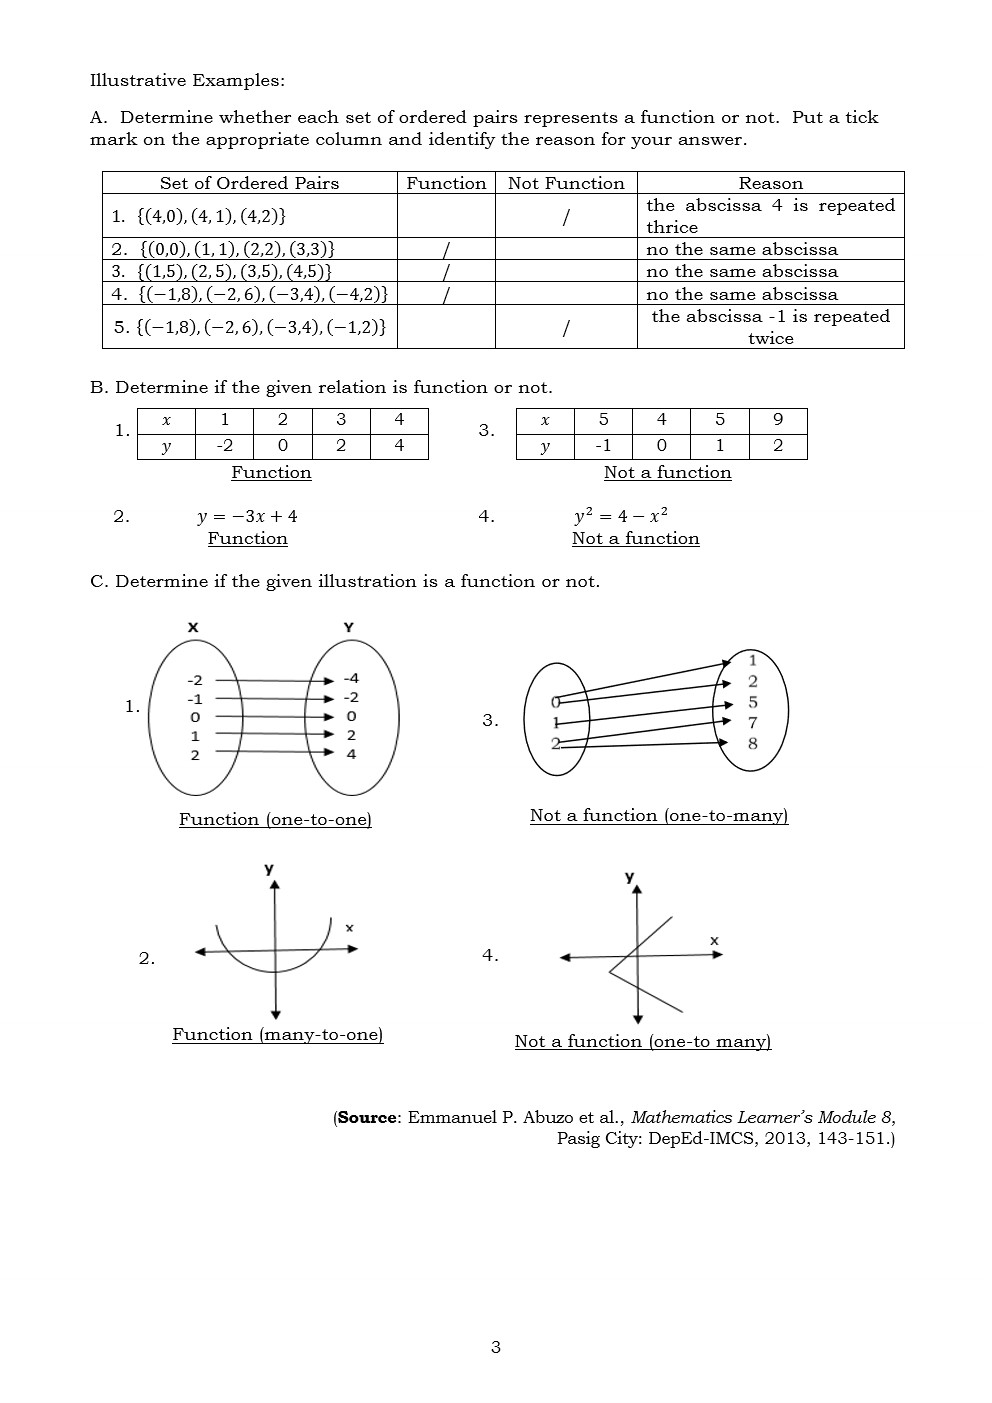 Illustrative Examples:
A. Determine whether each set of ordered pairs represents a function or not. Put a tick
mark on the appropriate column and identify the reason for your answer.
Set of Ordered Pairs Function Not Function Reason
1. {(4,0), (4, 1), (4,2)} / the abscissa 4 is repeated
thrice
2. {(0,0), (1, 1), (2,2), (3,3)} / no the same abscissa
3. {(1,5), (2, 5), (3,5), (4,5)} / no the same abscissa
4. {(−1,8), (−2, 6), (−3,4), (−4,2)} / no the same abscissa
5. {(−1,8), (−2, 6), (−3,4), (−1,2)} / the abscissa -1 is repeated
twice
B. Determine if the given relation is function or not.
1. x 1 2 3 4
y -2 0 2 4
Function
3. x 5 4 5 9
y -1 0 1 2
Not a function
2. y = −3x + 4
Function
4. y² = 4 − x²
Not a function
C. Determine if the given illustration is a function or not.
1.
X Y
-2 -4
-1 -2
0 0
1 2
2 4
Function (one-to-one)
3.
0
1
2
1
2
5
7
8
Not a function (one-to-many)
2.
y
x
Function (many-to-one)
4.
y
x
Not a function (one-to many)
(Source: Emmanuel P. Abuzo et al., Mathematics Learner’s Module 8,
Pasig City: DepEd-IMCS, 2013, 143-151.)
3